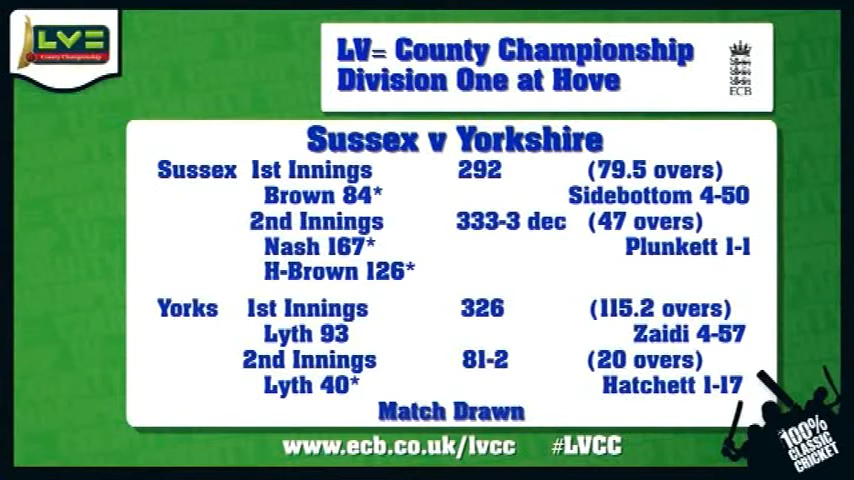 LV=
County Championship
LV= County Championship
Division One at Hove
ECB
Sussex v Yorkshire
Sussex 1st Innings 292 (79.5 overs)
Brown 84* Sidebottom 4-50
2nd Innings 333-3 dec (47 overs)
Nash 167* Plunkett 1-1
H-Brown 126*
Yorks 1st Innings 326 (115.2 overs)
Lyth 93 Zaidi 4-57
2nd Innings 81-2 (20 overs)
Lyth 40* Hatchett 1-17
Match Drawn
www.ecb.co.uk/lvcc #LVCC
100%
CLASSIC
CRICKET